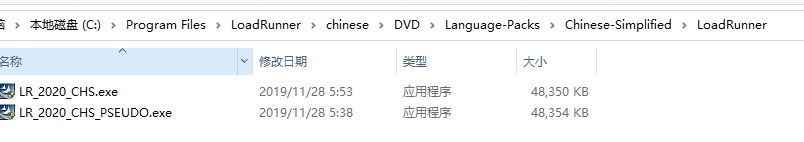 本地磁盘 (C:) › Program Files › LoadRunner › chinese › DVD › Language-Packs › Chinese-Simplified › LoadRunner
名称 修改日期 类型 大小
LR_2020_CHS.exe 2019/11/28 5:53 应用程序 48,350 KB
LR_2020_CHS_PSEUDO.exe 2019/11/28 5:38 应用程序 48,354 KB